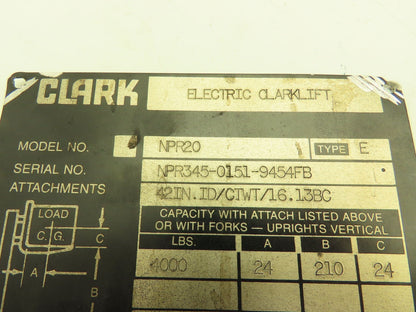 CLARK ELECTRIC CLARKLIFT
MODEL NO. NPR20 TYPE E
SERIAL NO. NPR345-0151-9454FB
ATTACHMENTS 42IN.ID/CTWT/16.13BC
LOAD
C.G.
C
A
B
CAPACITY WITH ATTACH LISTED ABOVE
OR WITH FORKS – UPRIGHTS VERTICAL
LBS. A B C
4000 24 210 24